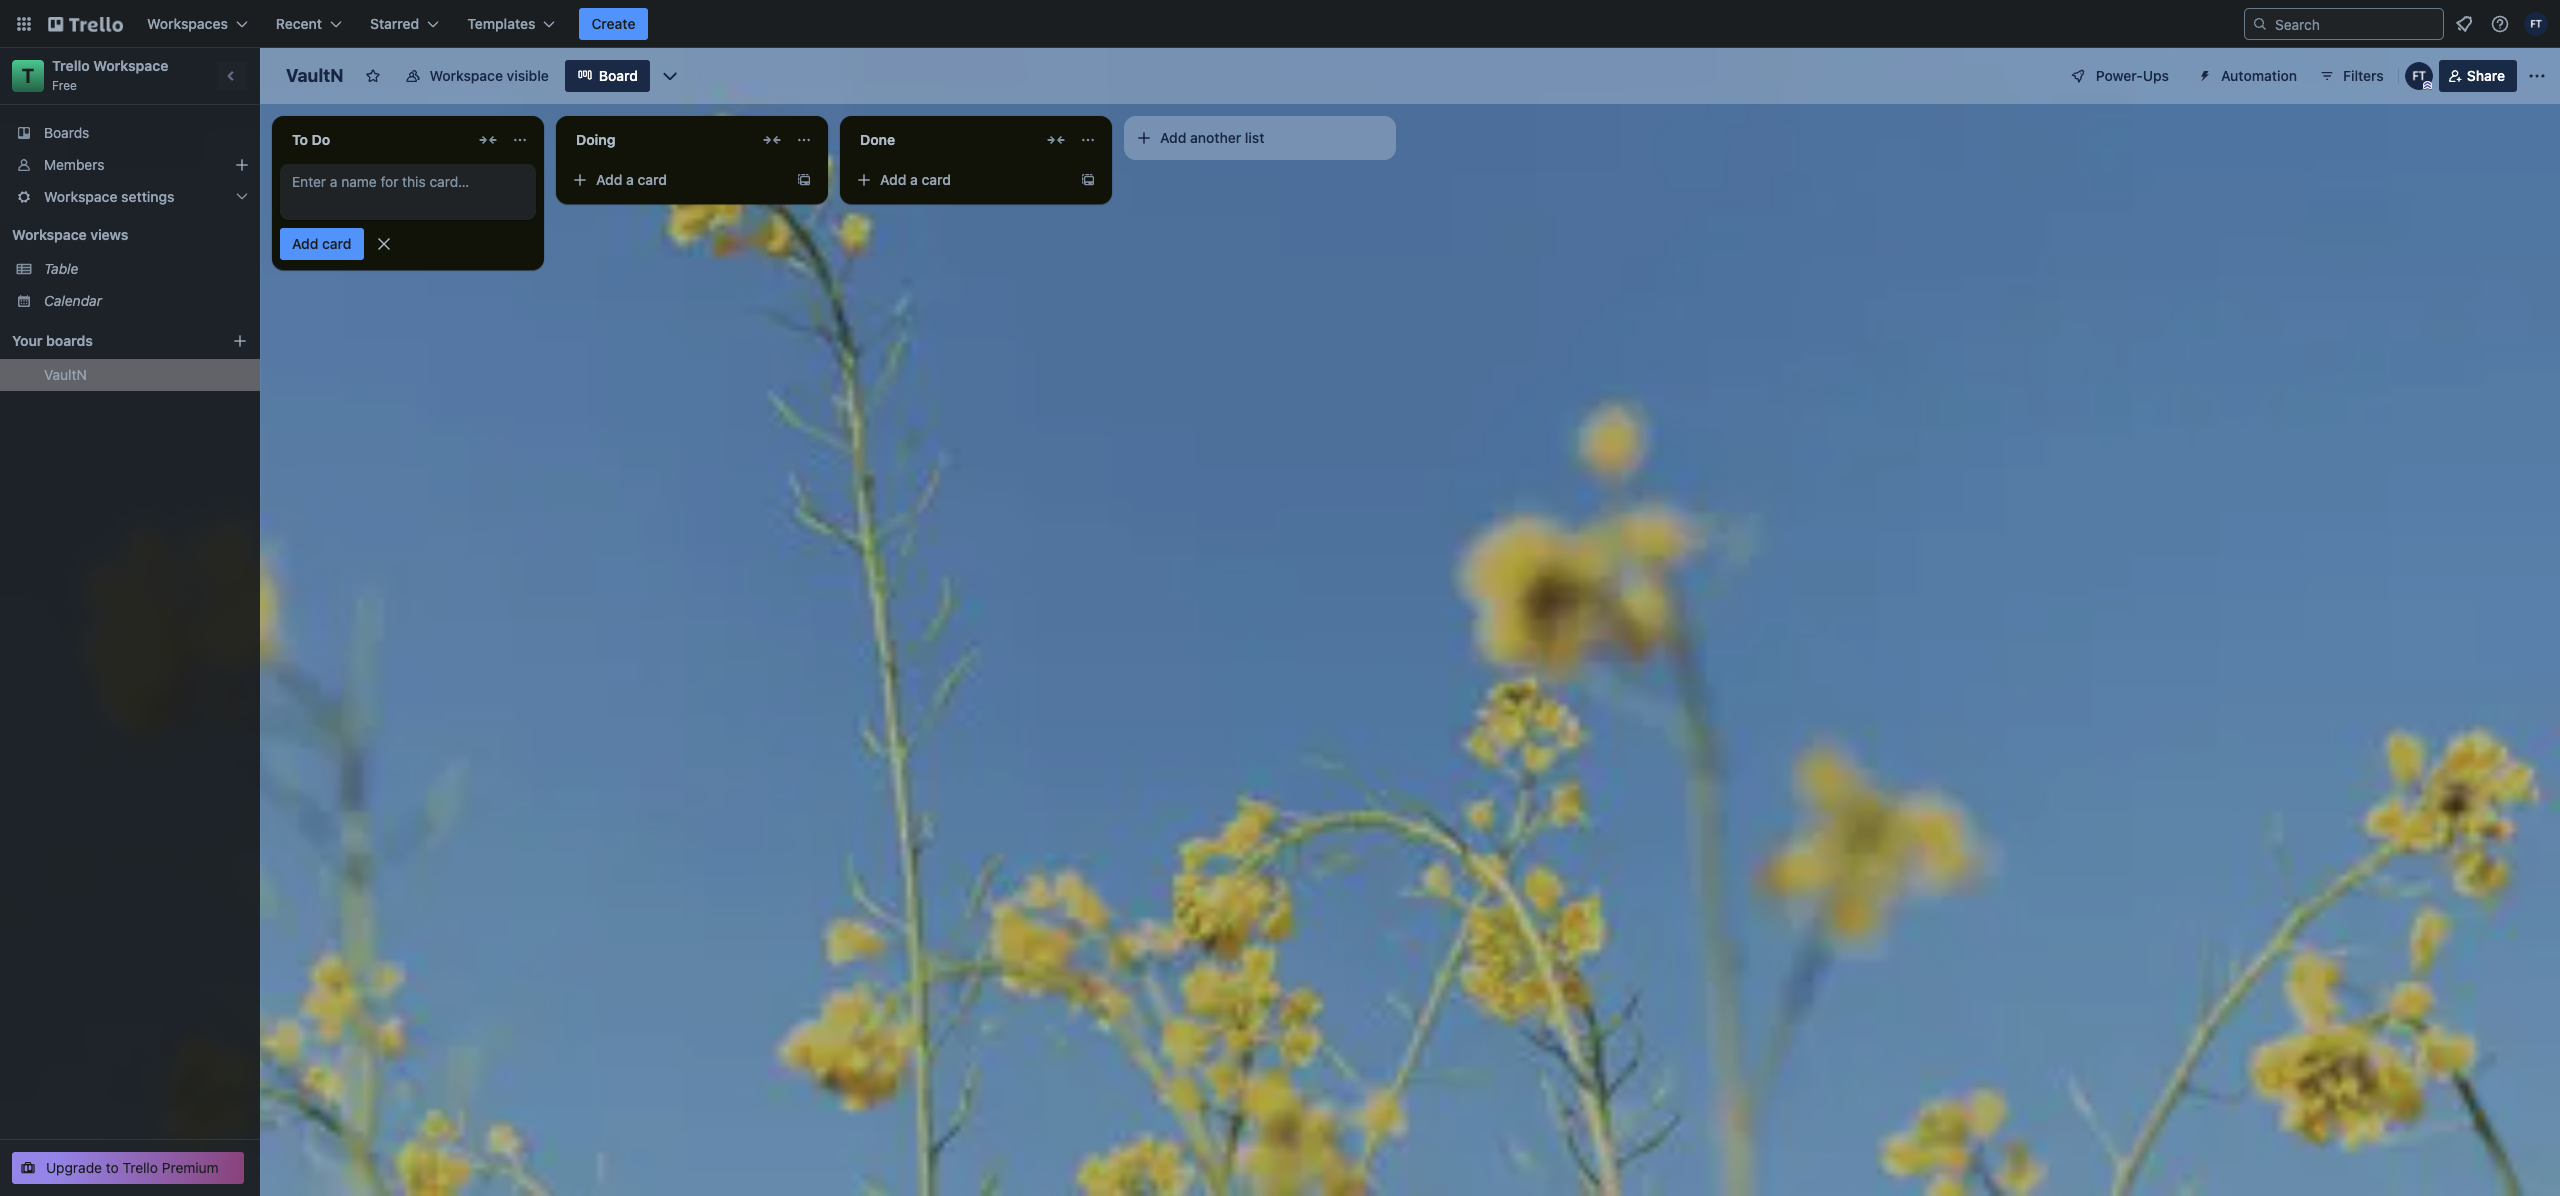 Trello
Workspaces
Recent
Starred
Templates
Create
Search
FT
T
Trello Workspace
Free
VaultN
Workspace visible
Board
Power-Ups
Automation
Filters
FT
Share
Boards
Members
Workspace settings
Workspace views
Table
Calendar
Your boards
VaultN
To Do
Enter a name for this card...
Add card
Doing
Add a card
Done
Add a card
Add another list
Upgrade to Trello Premium